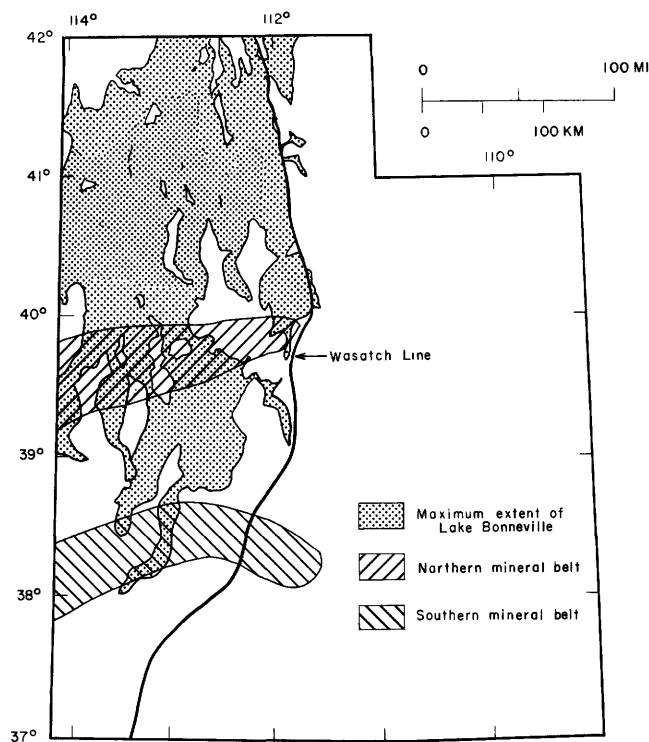 114°
112°
42°
0 100 MI
0 100 KM
110°
41°
40°
Wasatch Line
39°
Maximum extent of
Lake Bonneville
Narthern mineral belt
38°
Southern mineral belt
37°